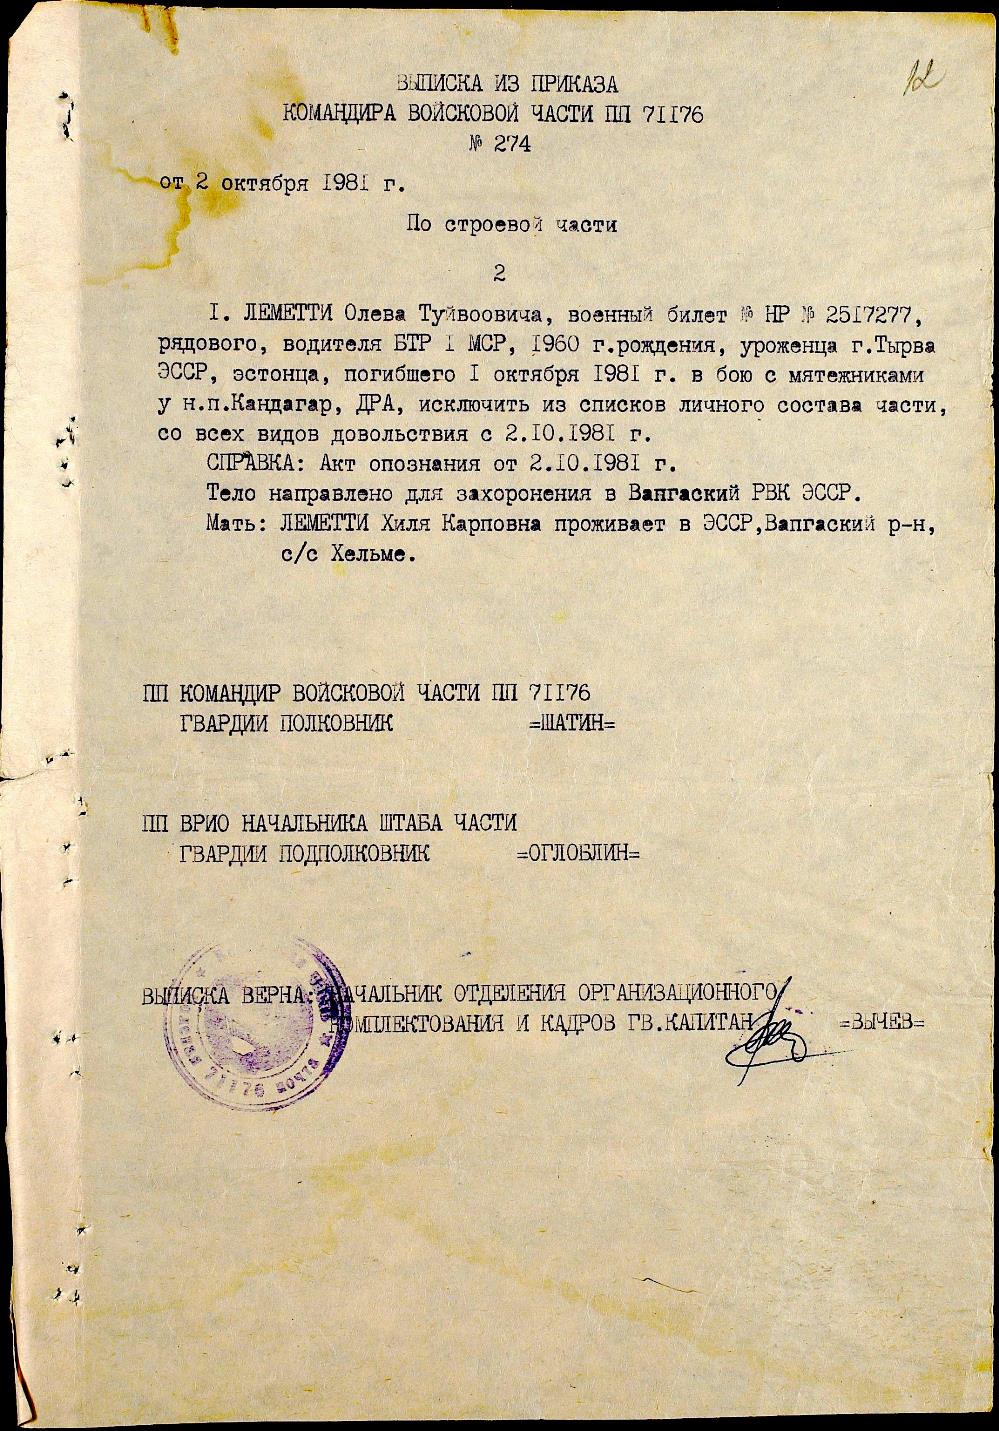 12
ВЫПИСКА ИЗ ПРИКАЗА
КОМАНДИРА ВОЙСКОВОЙ ЧАСТИ ПП 71176
№ 274
от 2 октября 1981 г.
По строевой части
2
I. ЛЕМЕТТИ Олева Туйвоовича, военный билет № НР № 2517277,
рядового, водителя БТР 1 МСР, 1960 г.рождения, уроженца г.Тырва
ЭССР, эстонца, погибшего I октября 1981 г. в бою с мятежниками
у н.п.Кандагар, ДРА, исключить из списков личного состава части,
со всех видов довольствия с 2.10.1981 г.
СПРАВКА: Акт опознания от 2.10.1981 г.
Тело направлено для захоронения в Вапгаский РВК ЭССР.
Мать: ЛЕМЕТТИ Хиля Карповна проживает в ЭССР,Вапгаский р-н,
с/с Хельме.
ПП КОМАНДИР ВОЙСКОВОЙ ЧАСТИ ПП 71176
ГВАРДИИ ПОЛКОВНИК =ШАТИН=
ПП ВРИО НАЧАЛЬНИКА ШТАБА ЧАСТИ
ГВАРДИИ ПОДПОЛКОВНИК =ОГЛОБЛИН=
ВЫПИСКА ВЕРНА: НАЧАЛЬНИК ОТДЕЛЕНИЯ ОРГАНИЗАЦИОННОГО
КОМПЛЕКТОВАНИЯ И КАДРОВ ГВ.КАПИТАН =ВЫЧЕВ=
71176